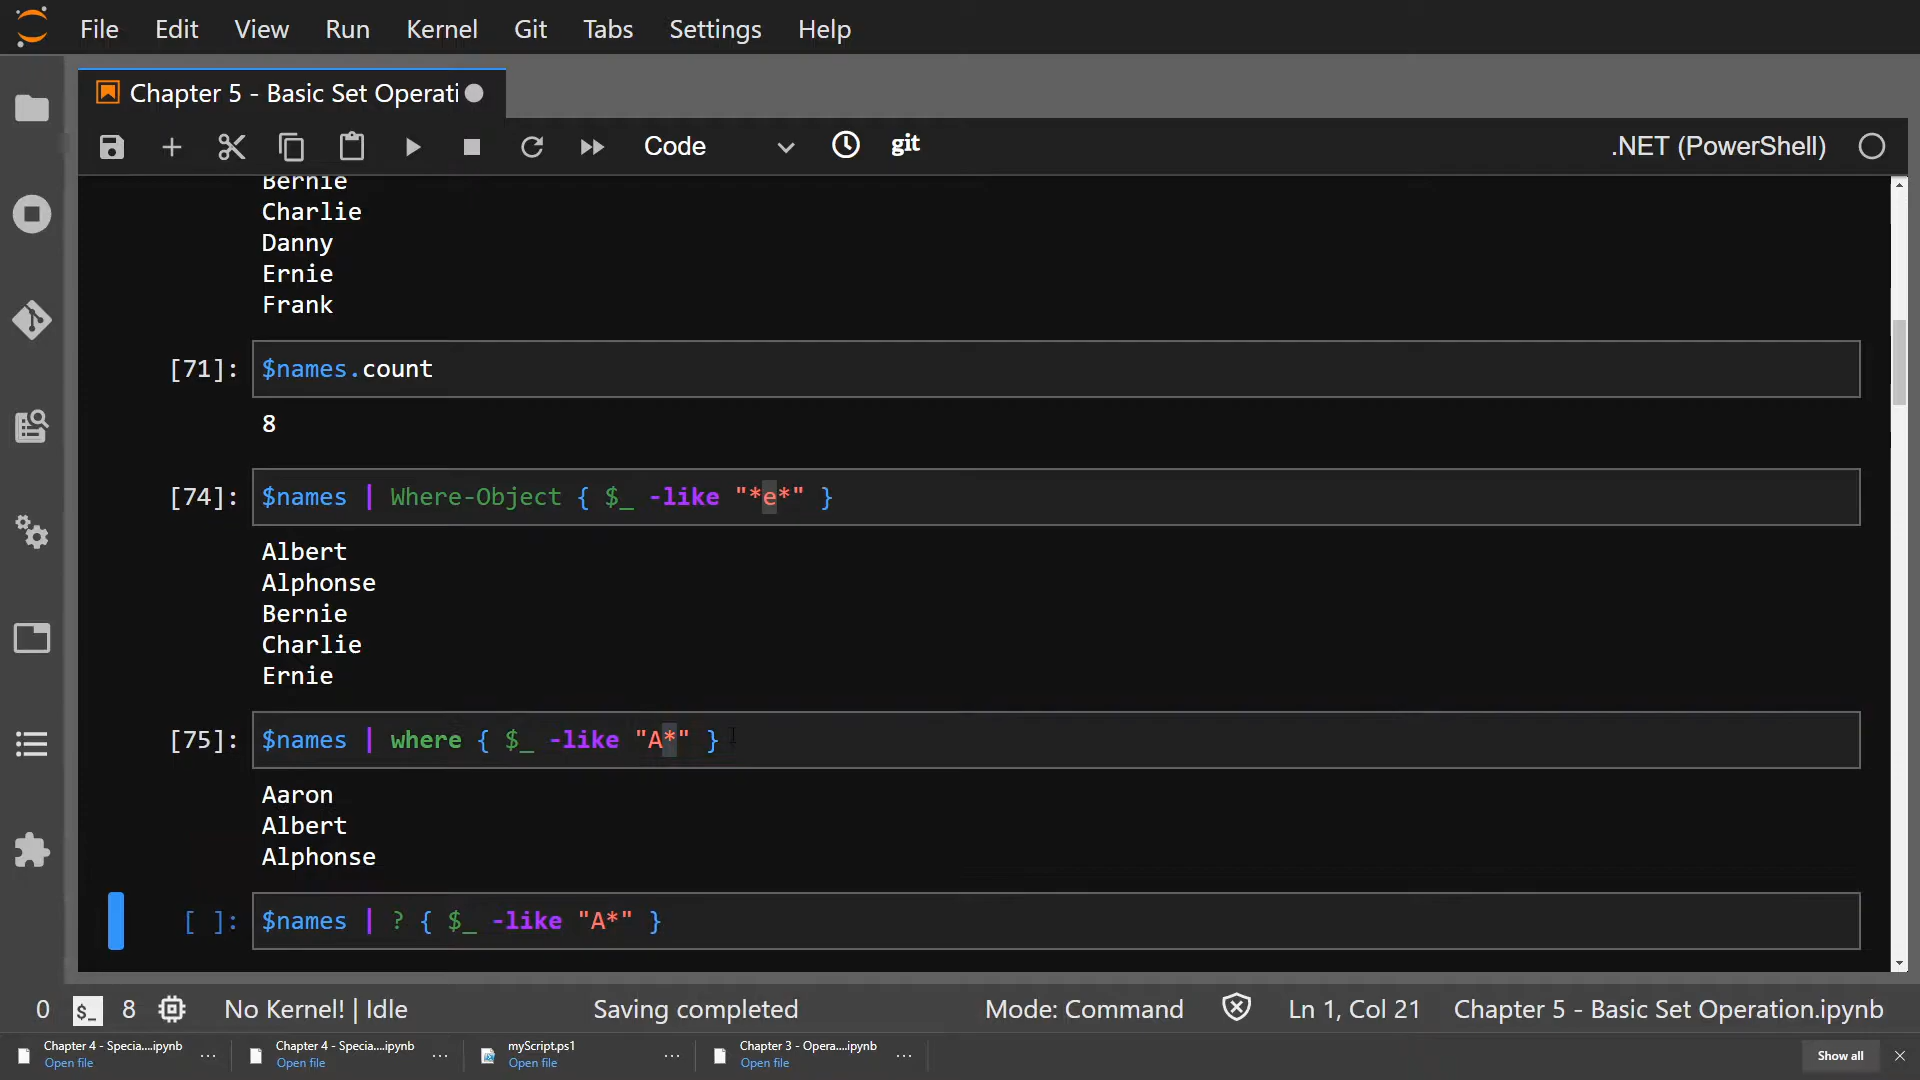 File Edit View Run Kernel Git Tabs Settings Help
Chapter 5 - Basic Set Operati
Code git .NET (PowerShell)
Bernie
Charlie
Danny
Ernie
Frank
[71]: $names.count
8
[74]: $names | Where-Object { $_ -like "*e*" }
Albert
Alphonse
Bernie
Charlie
Ernie
[75]: $names | where { $_ -like "A*" }
Aaron
Albert
Alphonse
[ ]: $names | ? { $_ -like "A*" }
0 $_ 8 No Kernel! | Idle Saving completed Mode: Command Ln 1, Col 21 Chapter 5 - Basic Set Operation.ipynb
Chapter 4 - Specia....ipynb ... Chapter 4 - Specia....ipynb ... myScript.ps1 ... Chapter 3 - Opera....ipynb ... Show all
Open file Open file Open file Open file